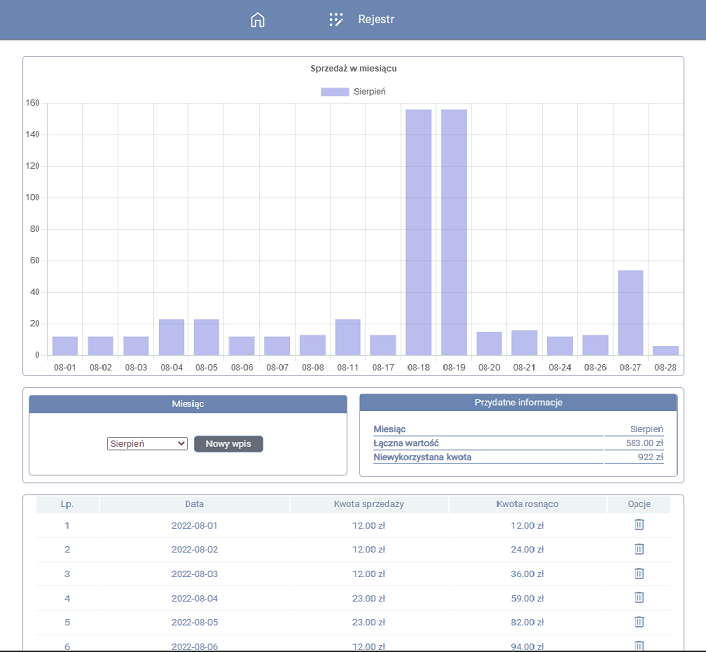 Rejestr
Sprzedaż w miesiącu
Sierpień
160
140
120
100
80
60
40
20
0
08-01 08-02 08-03 08-04 08-05 08-06 08-07 08-08 08-11 08-17 08-18 08-19 08-20 08-21 08-24 08-26 08-27 08-28
Miesiąc
Sierpień Nowy wpis
Przydatne informacje
Miesiąc Sierpień
Łączna wartość 583.00 zł
Niewykorzystana kwota 922 zł
Lp. Data Kwota sprzedaży Kwota rosnąco Opcje
1 2022-08-01 12.00 zł 12.00 zł
2 2022-08-02 12.00 zł 24.00 zł
3 2022-08-03 12.00 zł 36.00 zł
4 2022-08-04 23.00 zł 59.00 zł
5 2022-08-05 23.00 zł 82.00 zł
6 2022-08-06 12.00 zł 94.00 zł